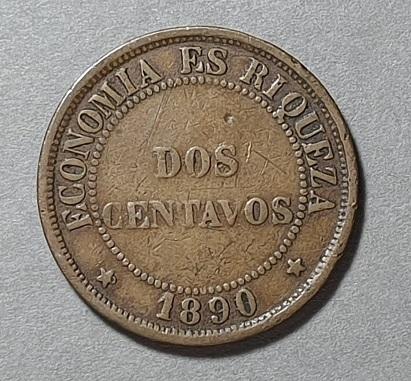 ECONOMIA ES RIQUEZA
DOS
CENTAVOS
1890